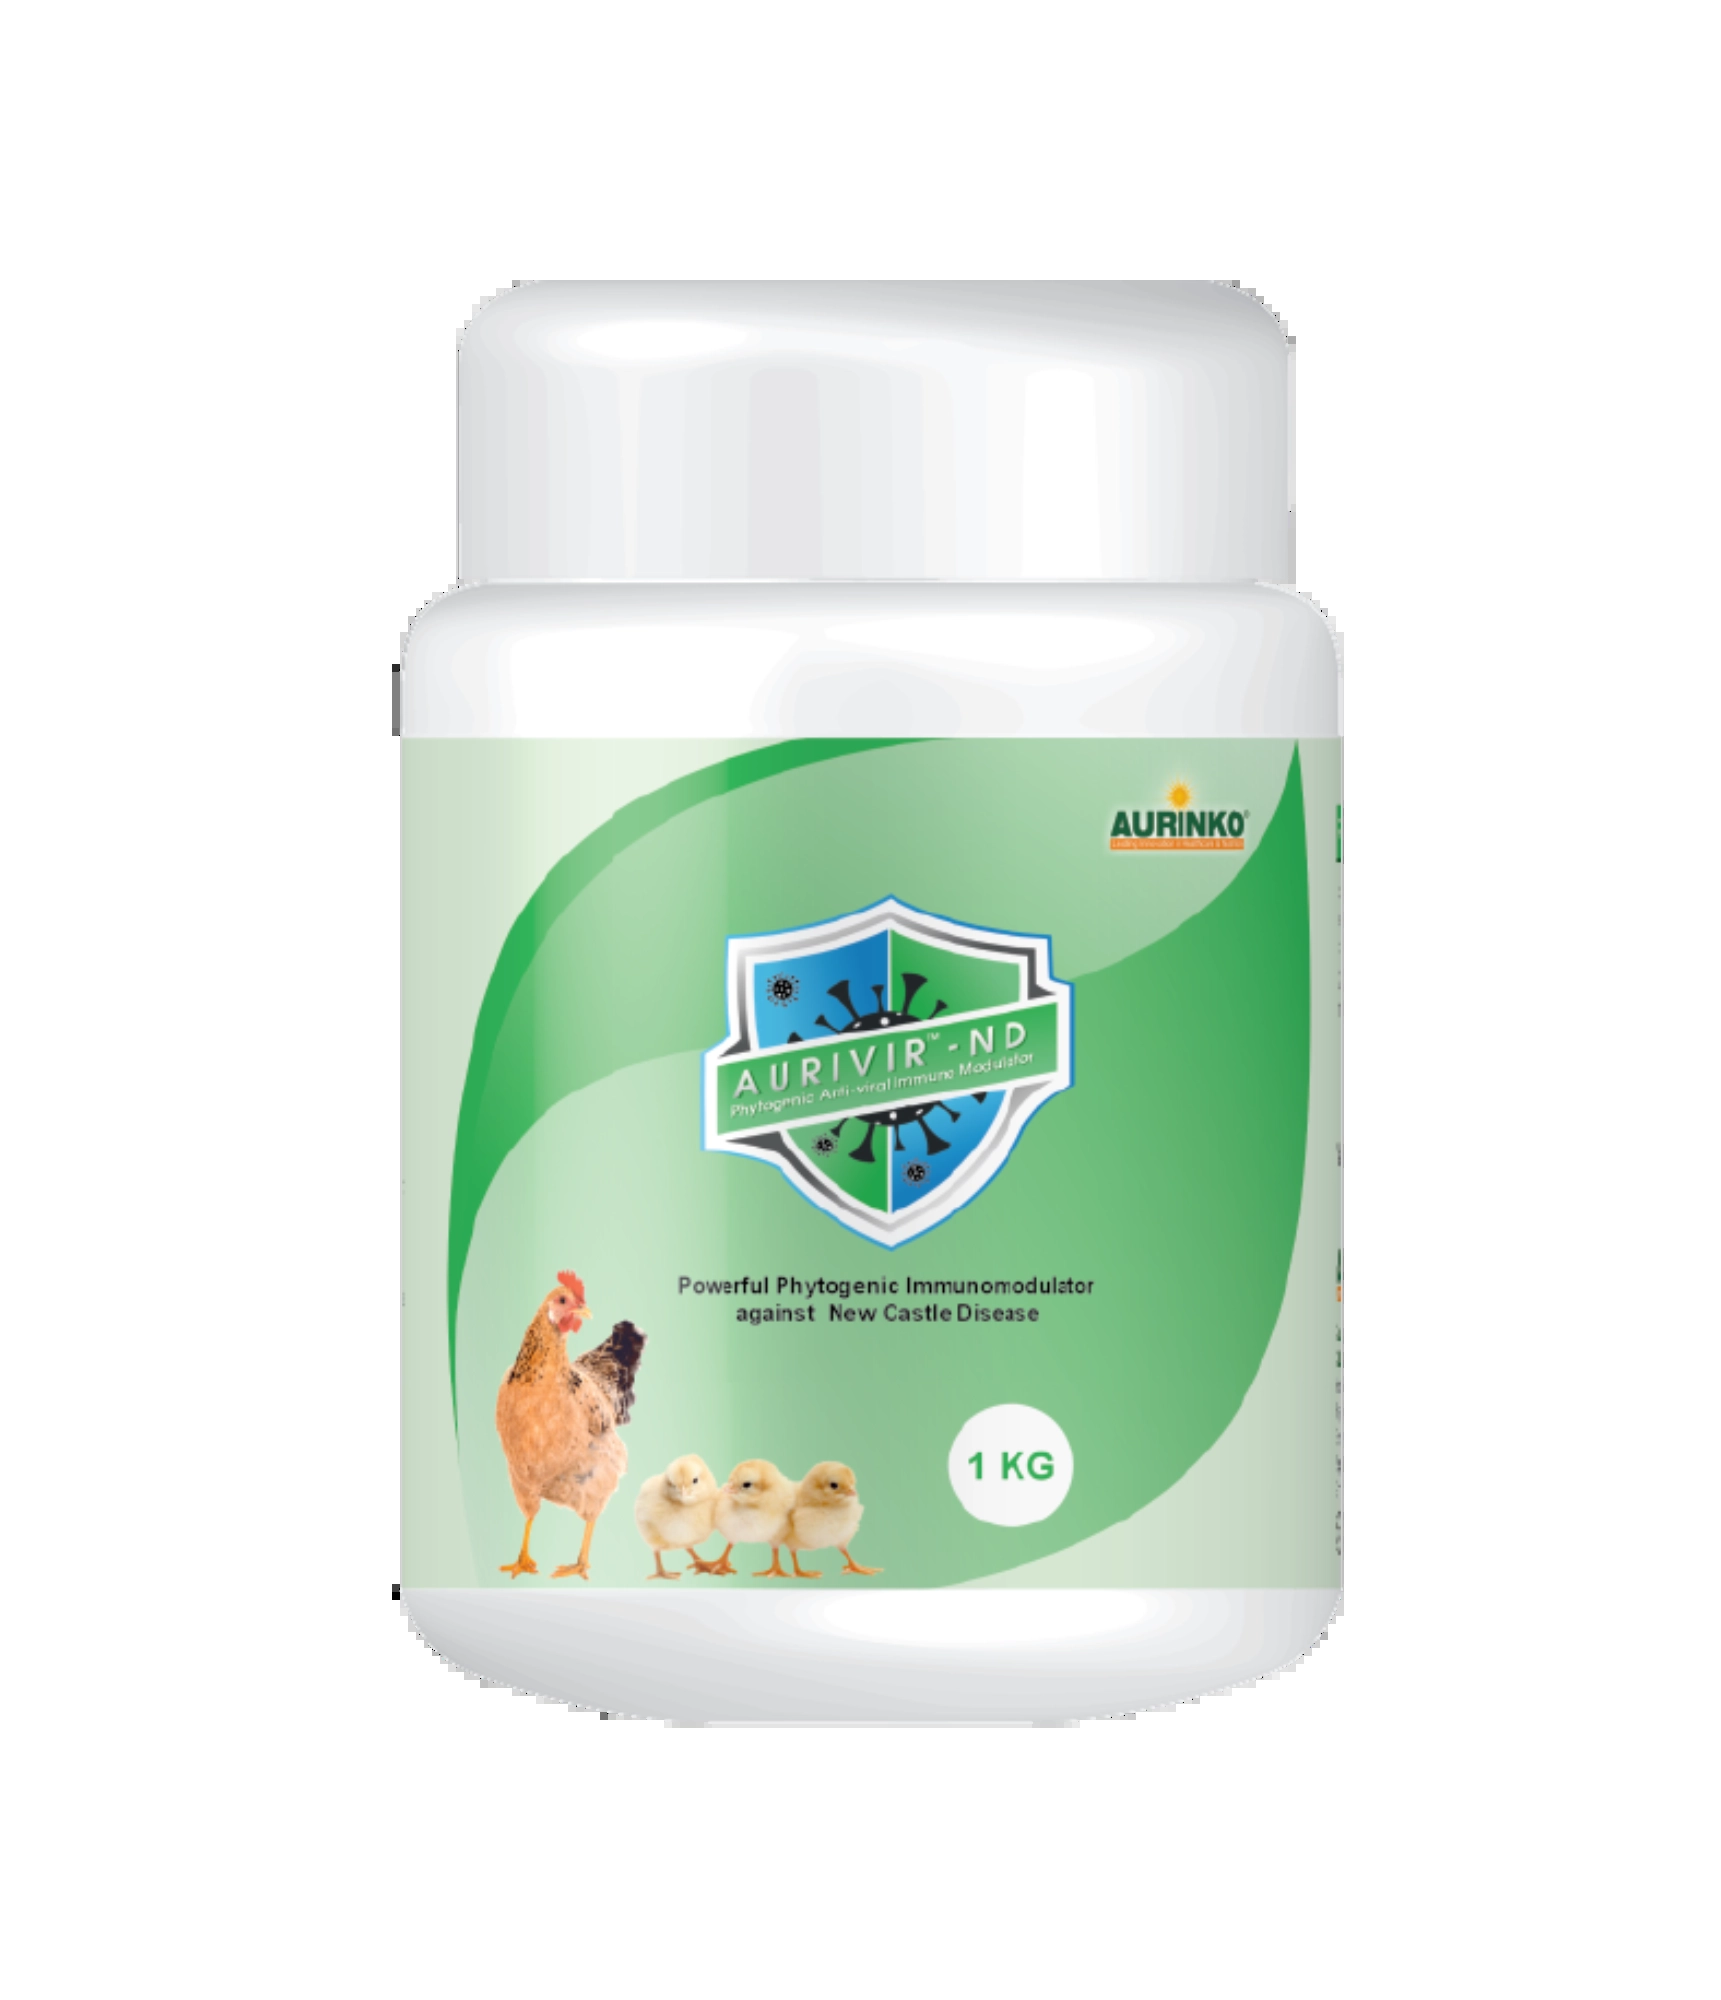 AURINKO®
AURIVIR™-ND
Phytogenic Anti-viral Immune Modulator
Powerful Phytogenic Immunomodulator
against New Castle Disease
1 KG